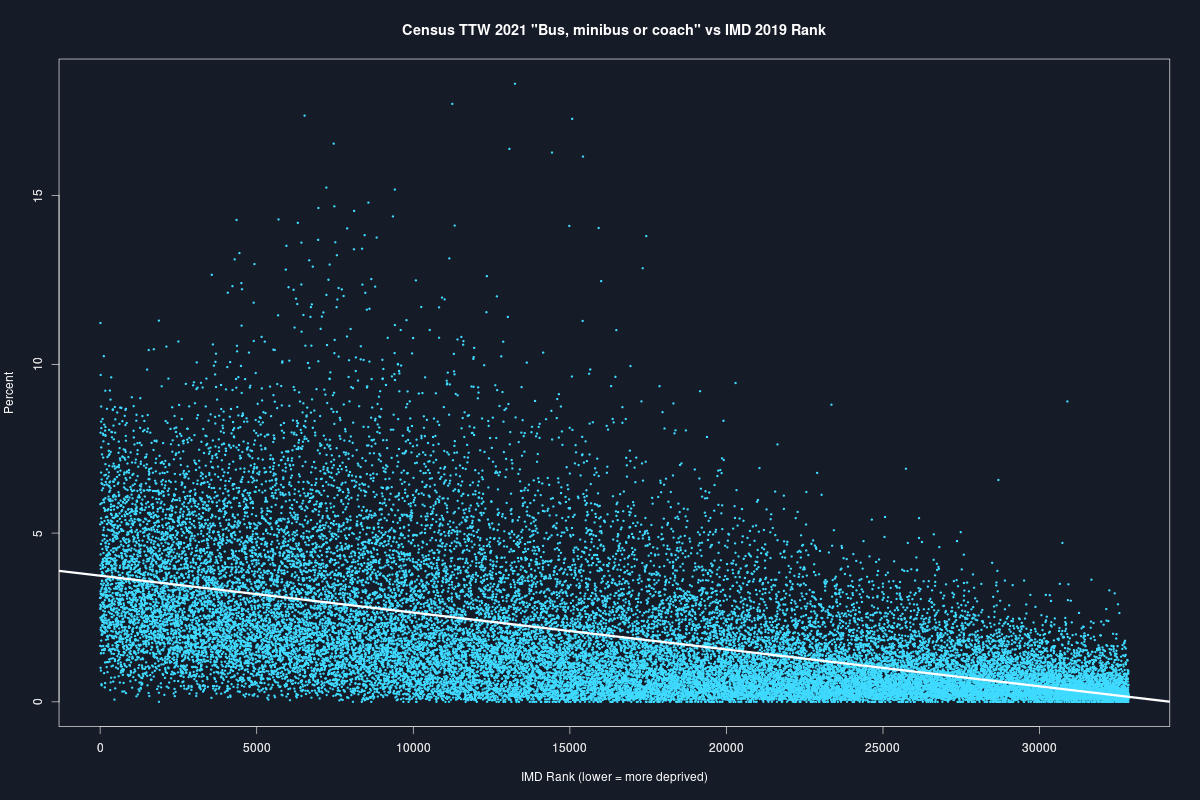 Census TTW 2021 "Bus, minibus or coach" vs IMD 2019 Rank
Percent
15
10
5
0
0 5000 10000 15000 20000 25000 30000
IMD Rank (lower = more deprived)